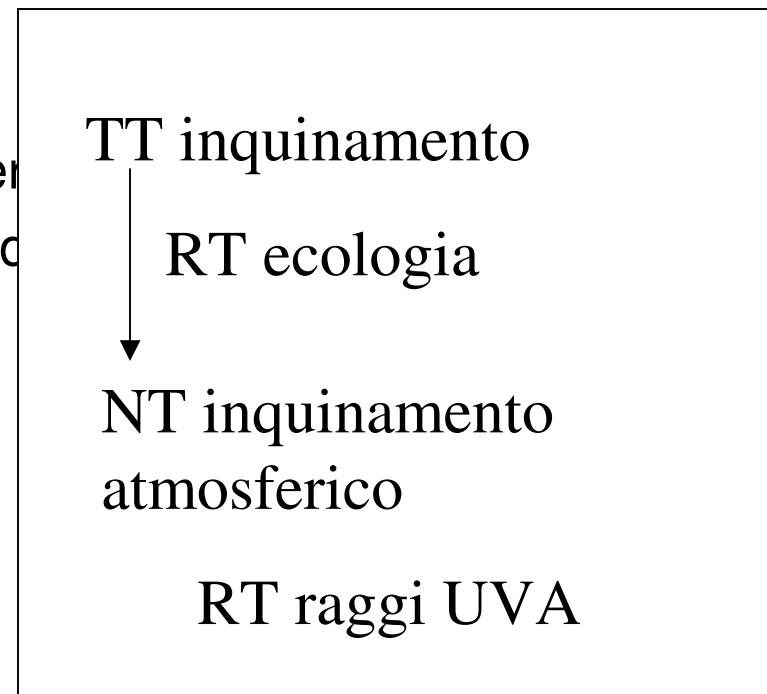 TT inquinamento
RT ecologia
NT inquinamento
atmosferico
RT raggi UVA